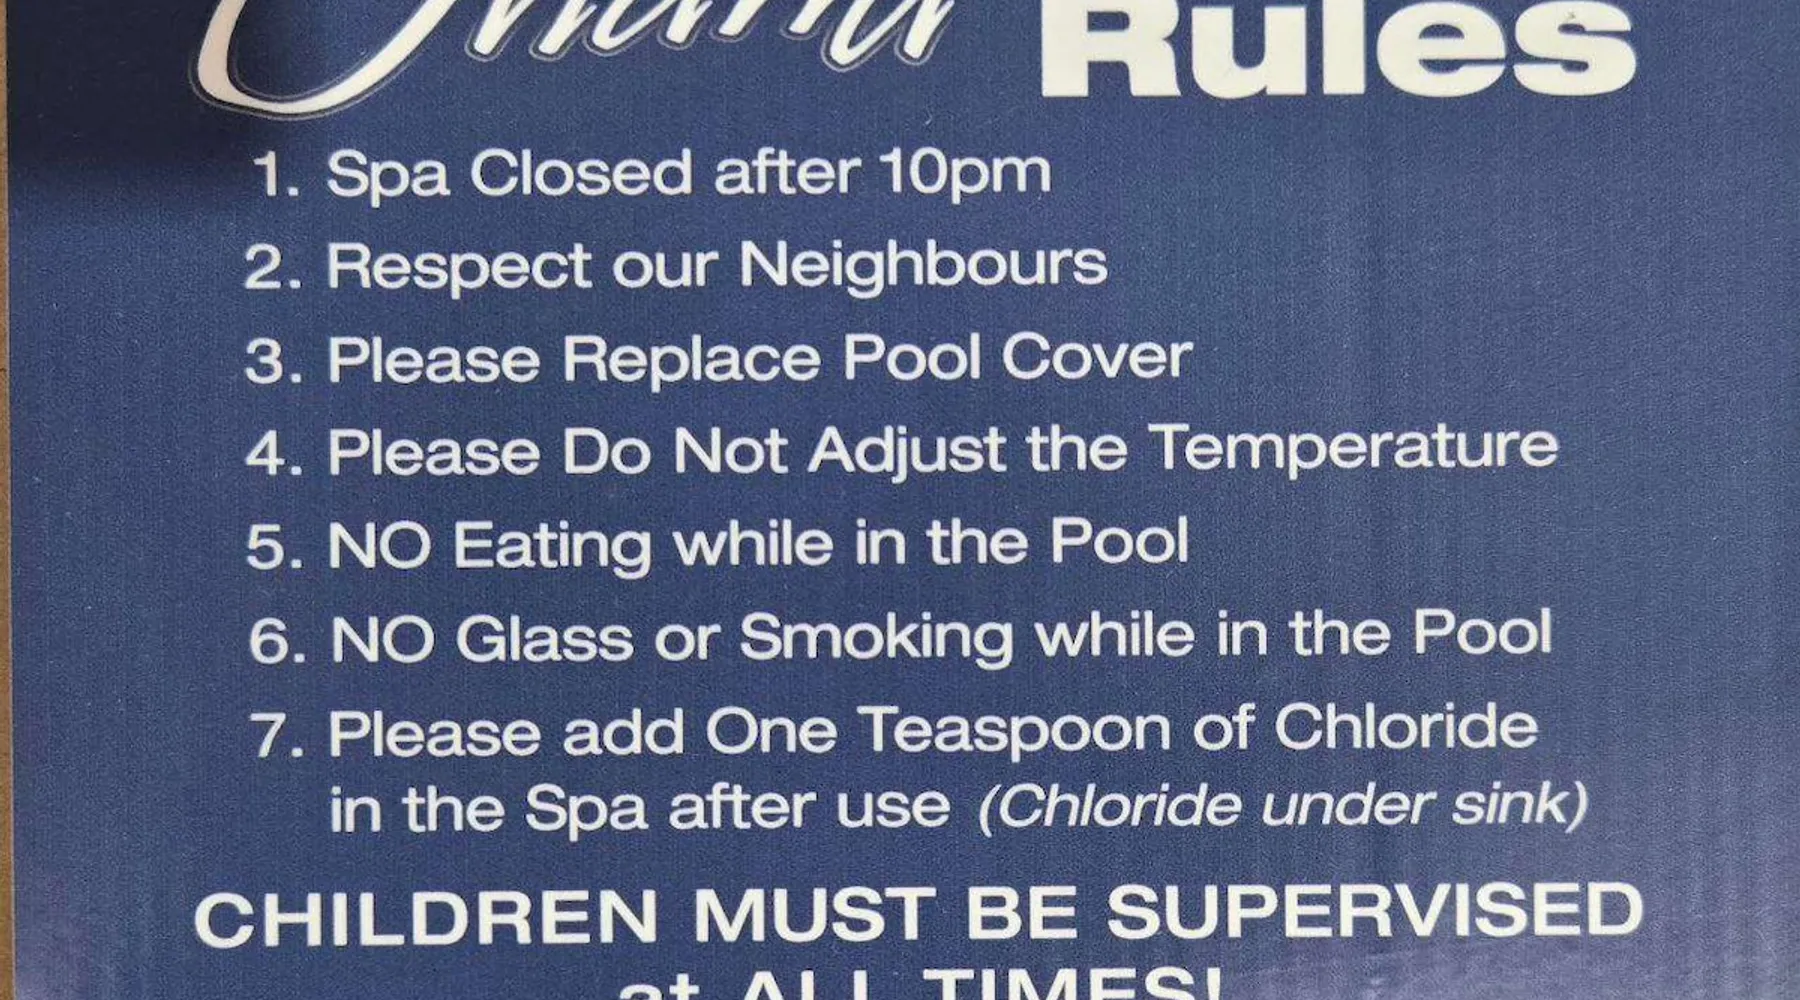 Rules
1. Spa Closed after 10pm
2. Respect our Neighbours
3. Please Replace Pool Cover
4. Please Do Not Adjust the Temperature
5. NO Eating while in the Pool
6. NO Glass or Smoking while in the Pool
7. Please add One Teaspoon of Chloride
in the Spa after use (Chloride under sink)
CHILDREN MUST BE SUPERVISED
at ALL TIMES!